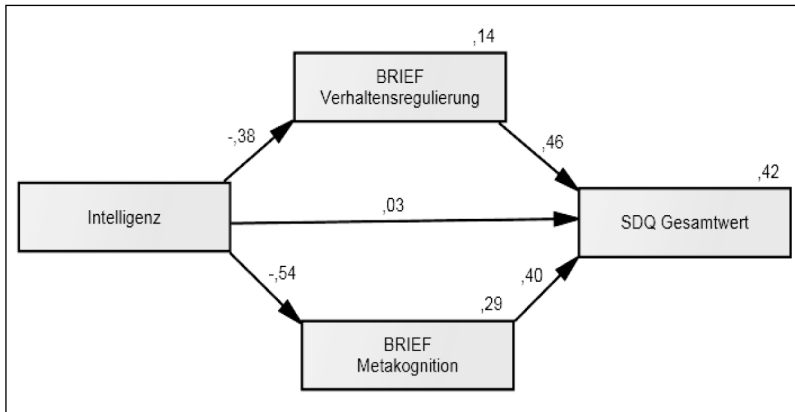 ,14
BRIEF
Verhaltensregulierung
-,38
,46
,42
Intelligenz
,03
SDQ Gesamtwert
-,54
,40
,29
BRIEF
Metakognition